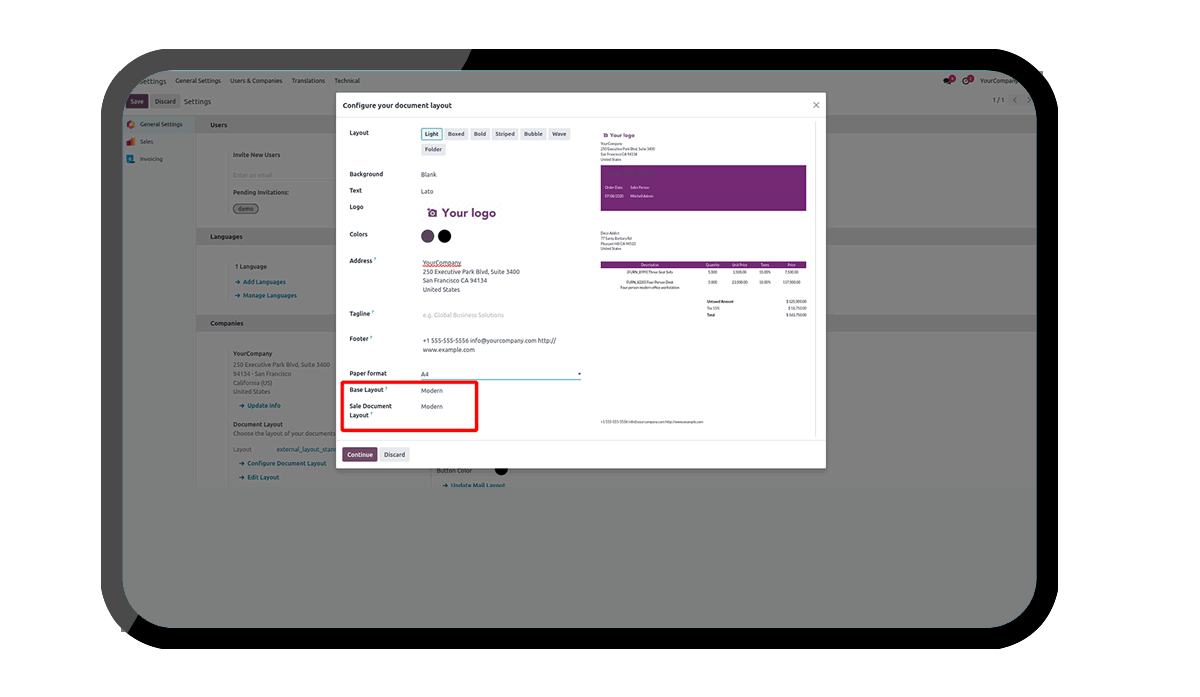 Settings General Settings Users & Companies Translations Technical YourCompany
Save Discard Settings 1 / 1
General Settings
Sales
Invoicing
Users
Invite New Users
Enter an email
Pending Invitations:
demo
Languages
1 Language
Add Languages
Manage Languages
Companies
YourCompany
250 Executive Park Blvd, Suite 3400
94134 - San Francisco
California (US)
United States
Update Info
Document Layout
Choose the layout of your documents
Layout external_layout_stan
Configure Document Layout
Edit Layout
Button Color
Update Mail Layout
Configure your document layout
Layout Light Boxed Bold Striped Bubble Wave
Folder
Background Blank
Text Lato
Logo Your logo
Colors
Address ? YourCompany
250 Executive Park Blvd, Suite 3400
San Francisco CA 94134
United States
Tagline ? e.g. Global Business Solutions
Footer ? +1 555-555-5556 info@yourcompany.com http://
www.example.com
Paper format A4
Base Layout ? Modern
Sale Document Modern
Layout ?
Continue Discard
Your logo
YourCompany
250 Executive Park Blvd, Suite 3400
San Francisco CA 94134
United States
Order Date Sales Person
07/06/2020 Mitchell Admin
Deco Addict
77 Santa Barbara Rd
Pleasant Hill CA 94523
United States
Description Quantity Unit Price Taxes Price
Three-Seat Sofa 5.000 1,500.00 15.00% 7,500.00
Four Person Desk 5.000 23,500.00 15.00% 117,500.00
Four person modern office workstation
Untaxed Amount $ 125,000.00
Tax 15% $ 18,750.00
Total $ 143,750.00
+1 555-555-5556 info@yourcompany.com http://www.example.com